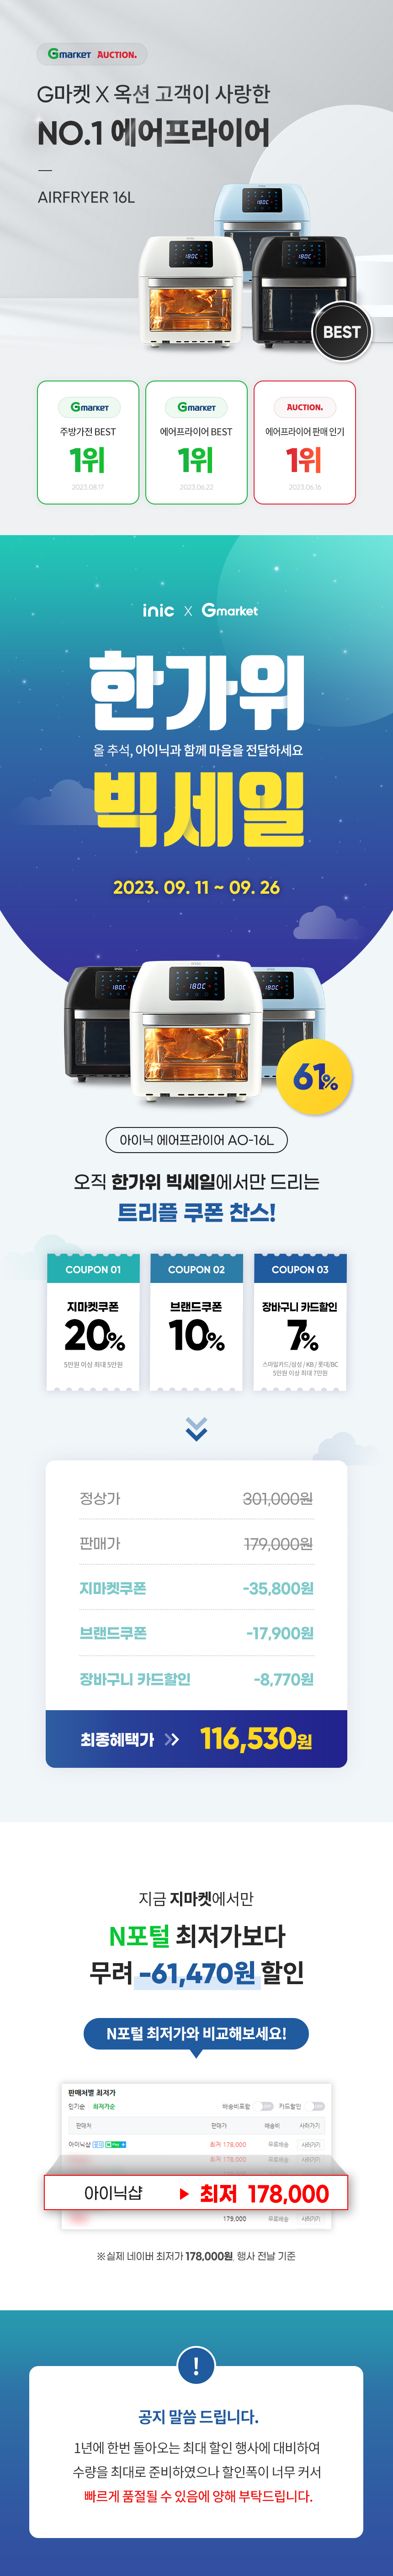 Gmarket AUCTION.
G마켓 X 옥션 고객이 사랑한
NO.1 에어프라이어
AIRFRYER 16L
180C
180C
180C
BEST
Gmarket
주방가전 BEST
1위
2023.08.17
Gmarket
에어프라이어 BEST
1위
2023.06.22
AUCTION.
에어프라이어 판매 인기
1위
2023.06.16
inic X Gmarket
한가위
올 추석, 아이닉과 함께 마음을 전달하세요
빅세일
2023. 09. 11 ~ 09. 26
180C
180C
180C
61%
아이닉 에어프라이어 AO-16L
오직 한가위 빅세일에서만 드리는
트리플 쿠폰 찬스!
COUPON 01
지마켓쿠폰
20%
5만원 이상 최대 5만원
COUPON 02
브랜드쿠폰
10%
COUPON 03
장바구니 카드할인
7%
스마일카드/삼성 / KB / 롯데/BC
5만원 이상 최대 7만원
정상가 301,000원
판매가 179,000원
지마켓쿠폰 -35,800원
브랜드쿠폰 -17,900원
장바구니 카드할인 -8,770원
최종혜택가 116,530원
지금 지마켓에서만
N포털 최저가보다
무려 -61,470원 할인
N포털 최저가와 비교해보세요!
판매처별 최저가
인기순 최저가순 배송비포함 카드할인
판매처 판매가 배송비 사러가기
아이닉샵 최저 178,000 무료배송 사러가기
최저 178,000 무료배송 사러가기
아이닉샵 ▶ 최저 178,000
179,000 무료배송 사러가기
※실제 네이버 최저가 178,000원, 행사 전날 기준
!
공지 말씀 드립니다.
1년에 한번 돌아오는 최대 할인 행사에 대비하여
수량을 최대로 준비하였으나 할인폭이 너무 커서
빠르게 품절될 수 있음에 양해 부탁드립니다.